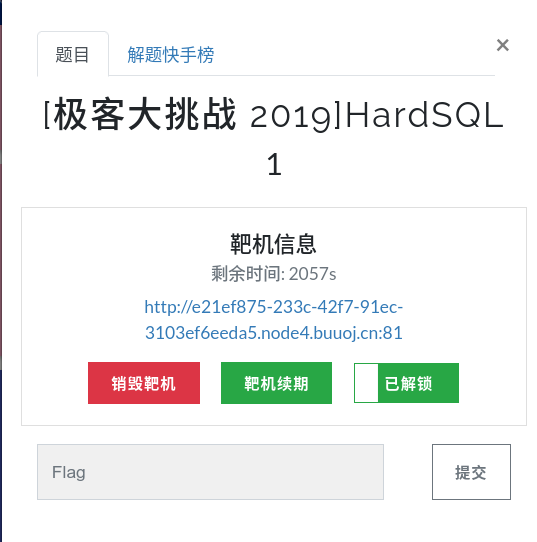 题目 解题快手榜 ×
[极客大挑战 2019]HardSQL
1
靶机信息
剩余时间: 2057s
http://e21ef875-233c-42f7-91ec-
3103ef6eeda5.node4.buuoj.cn:81
销毁靶机 靶机续期 已解锁
Flag 提交